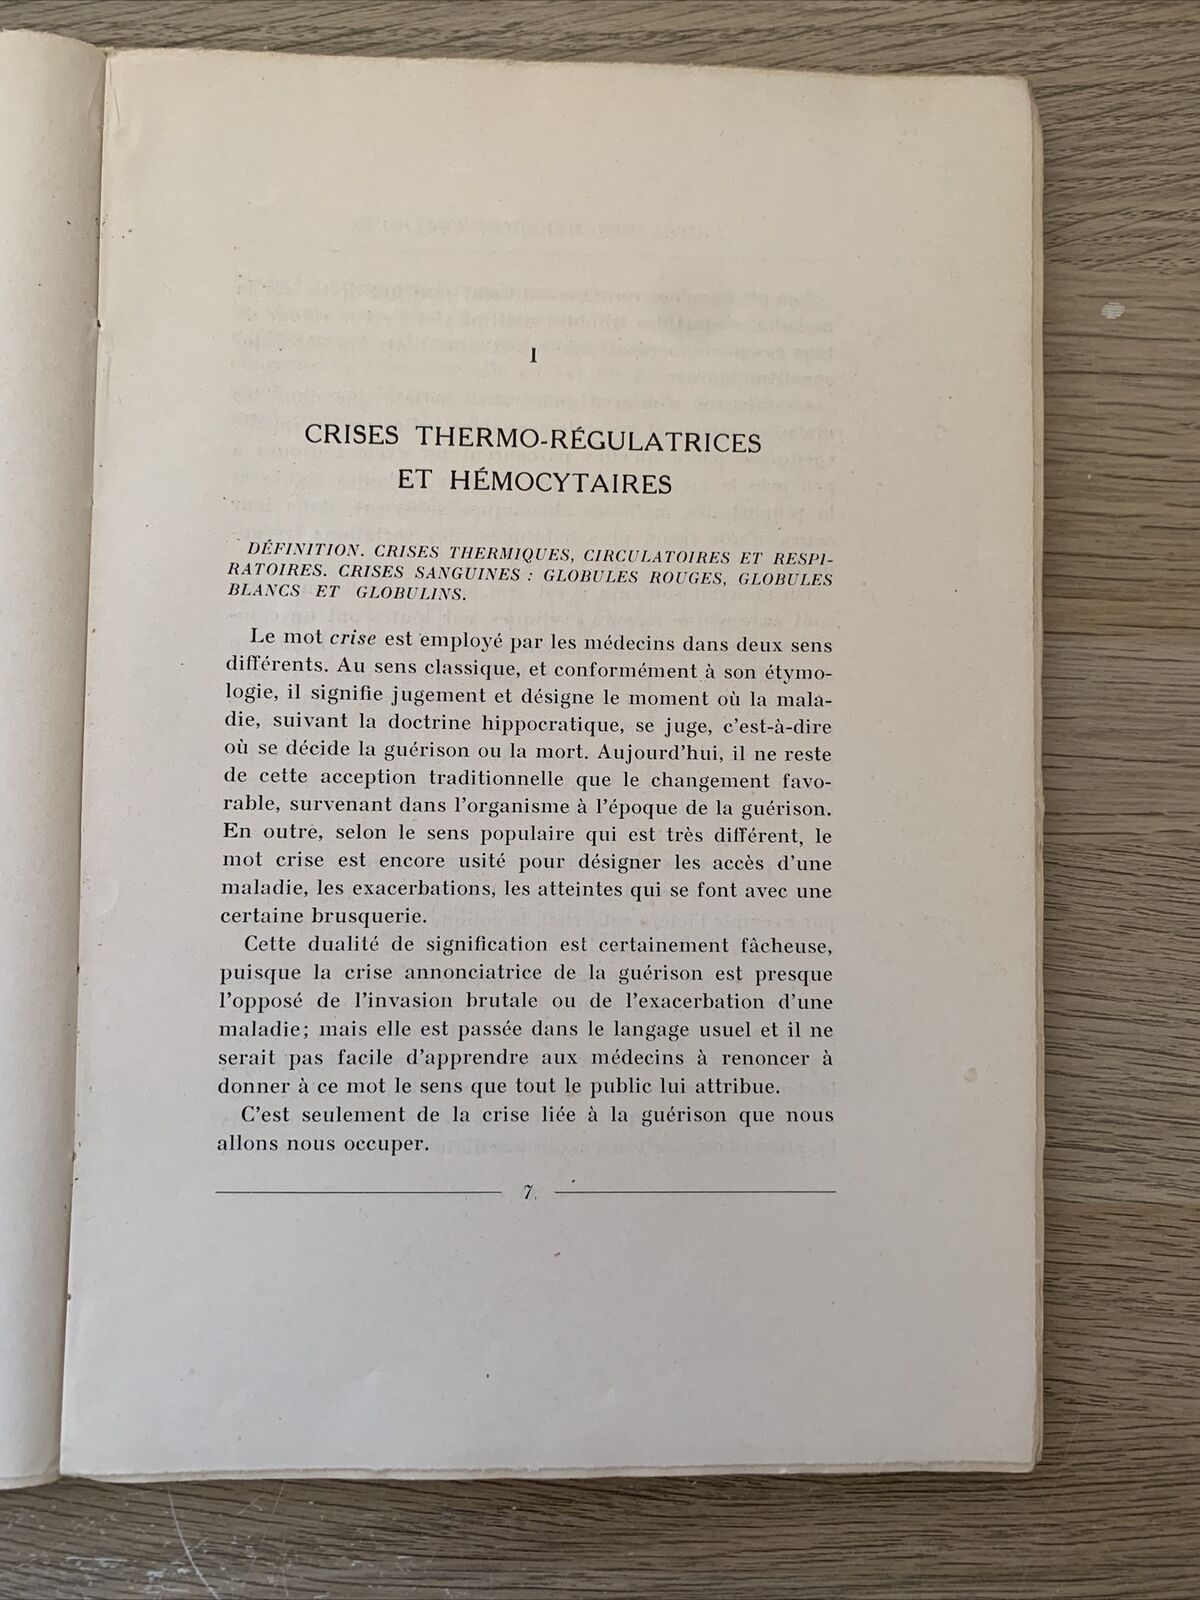 I
CRISES THERMO-RÉGULATRICES
ET HÉMOCYTAIRES
DÉFINITION. CRISES THERMIQUES, CIRCULATOIRES ET RESPI-
RATOIRES. CRISES SANGUINES : GLOBULES ROUGES, GLOBULES
BLANCS ET GLOBULINS.
Le mot crise est employé par les médecins dans deux sens
différents. Au sens classique, et conformément à son étymo-
logie, il signifie jugement et désigne le moment où la mala-
die, suivant la doctrine hippocratique, se juge, c'est-à-dire
où se décide la guérison ou la mort. Aujourd'hui, il ne reste
de cette acception traditionnelle que le changement favo-
rable, survenant dans l'organisme à l'époque de la guérison.
En outre, selon le sens populaire qui est très différent, le
mot crise est encore usité pour désigner les accès d'une
maladie, les exacerbations, les atteintes qui se font avec une
certaine brusquerie.
Cette dualité de signification est certainement fâcheuse,
puisque la crise annonciatrice de la guérison est presque
l'opposé de l'invasion brutale ou de l'exacerbation d'une
maladie; mais elle est passée dans le langage usuel et il ne
serait pas facile d'apprendre aux médecins à renoncer à
donner à ce mot le sens que tout le public lui attribue.
C'est seulement de la crise liée à la guérison que nous
allons nous occuper.
7